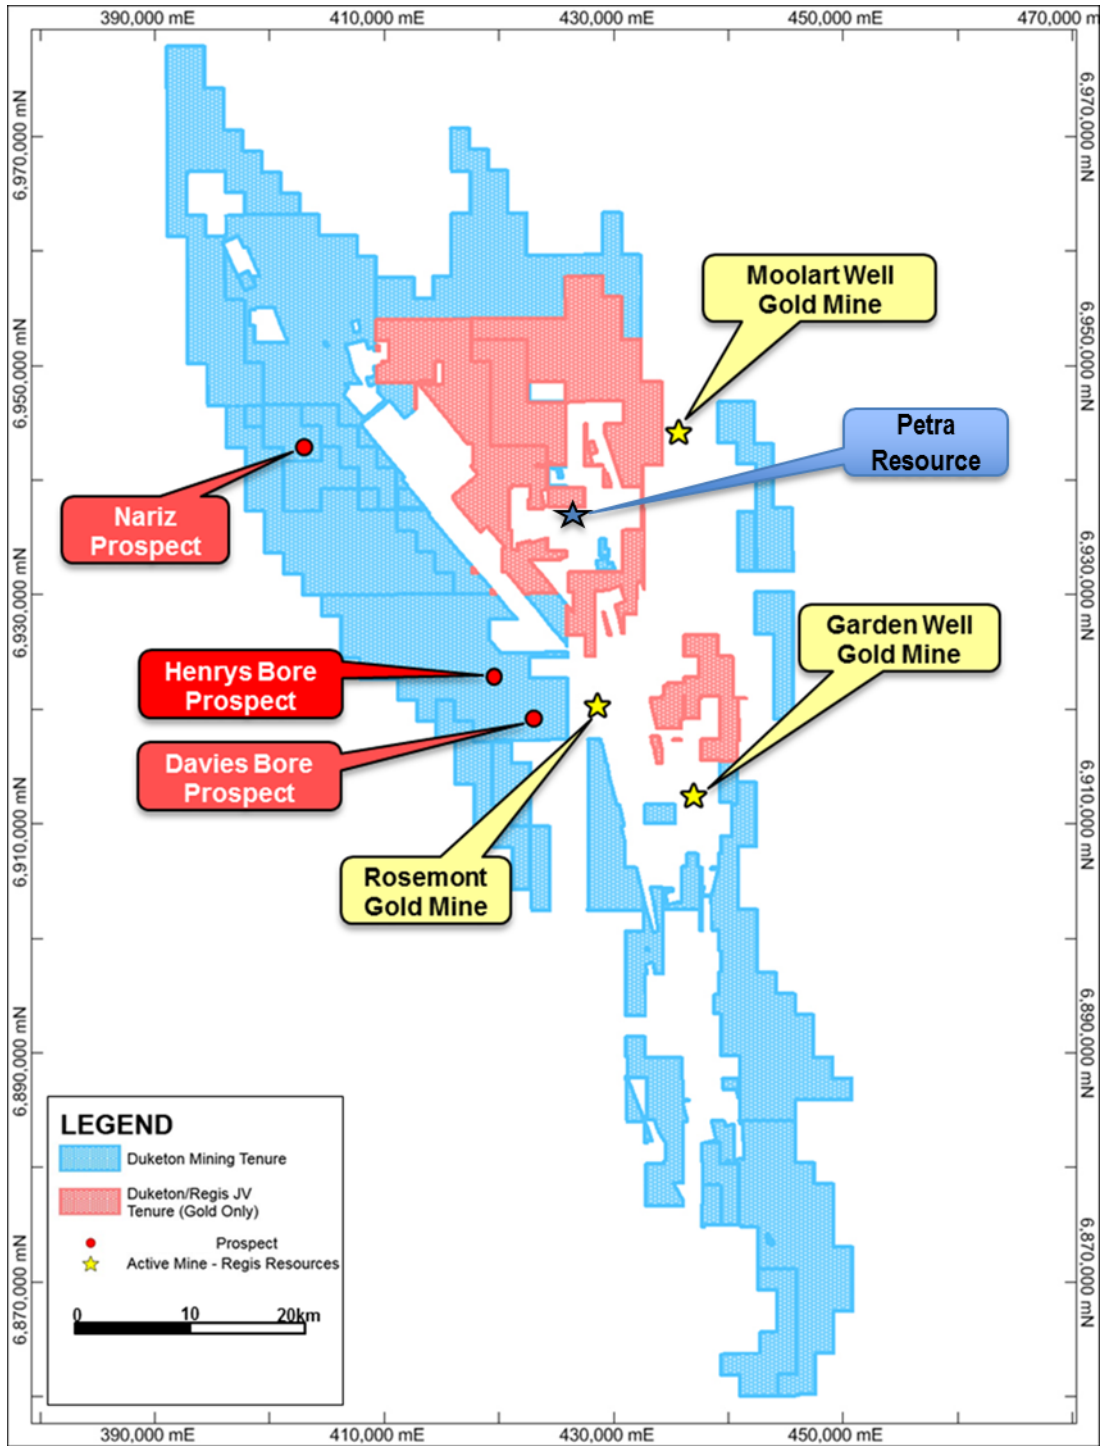 390,000 mE
410,000 mE
430,000 mE
450,000 mE
470,000 m
6,970,000 mN
6,970,000 mN
Moolart Well
Gold Mine
6,950,000 mN
6,950,000 mN
Petra
Resource
Nariz
Prospect
6,930,000 mN
6,930,000 mN
Garden Well
Gold Mine
Henrys Bore
Prospect
Davies Bore
Prospect
6,910,000 mN
6,910,000 mN
Rosemont
Gold Mine
6,890,000 mN
6,890,000 mN
LEGEND
Duketon Mining Tenure
Duketon/Regis JV
Tenure (Gold Only)
Prospect
Active Mine - Regis Resources
0 10 20km
6,870,000 mN
6,870,000 mN
390,000 mE
410,000 mE
430,000 mE
450,000 mE